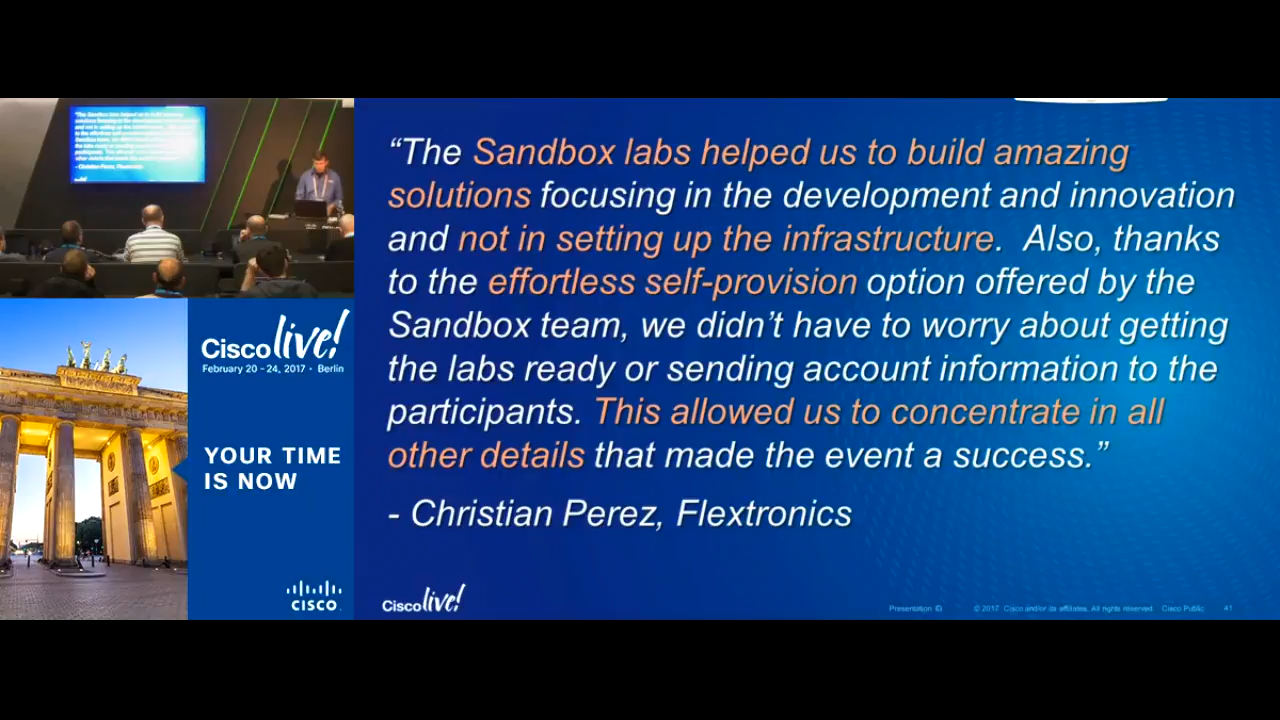 “The Sandbox labs helped us to build amazing
solutions focusing in the development and innovation
and not in setting up the infrastructure.  Also, thanks
to the effortless self-provision option offered by the
Sandbox team, we didn’t have to worry about getting
the labs ready or sending account information to the
participants. This allowed us to concentrate in all
other details that made the event a success.”
- Christian Perez, Flextronics
Cisco live!
Presentation ID © 2017 Cisco and/or its affiliates. All rights reserved. Cisco Public 41
Cisco live!
February 20 - 24, 2017 • Berlin
YOUR TIME
IS NOW
CISCO.